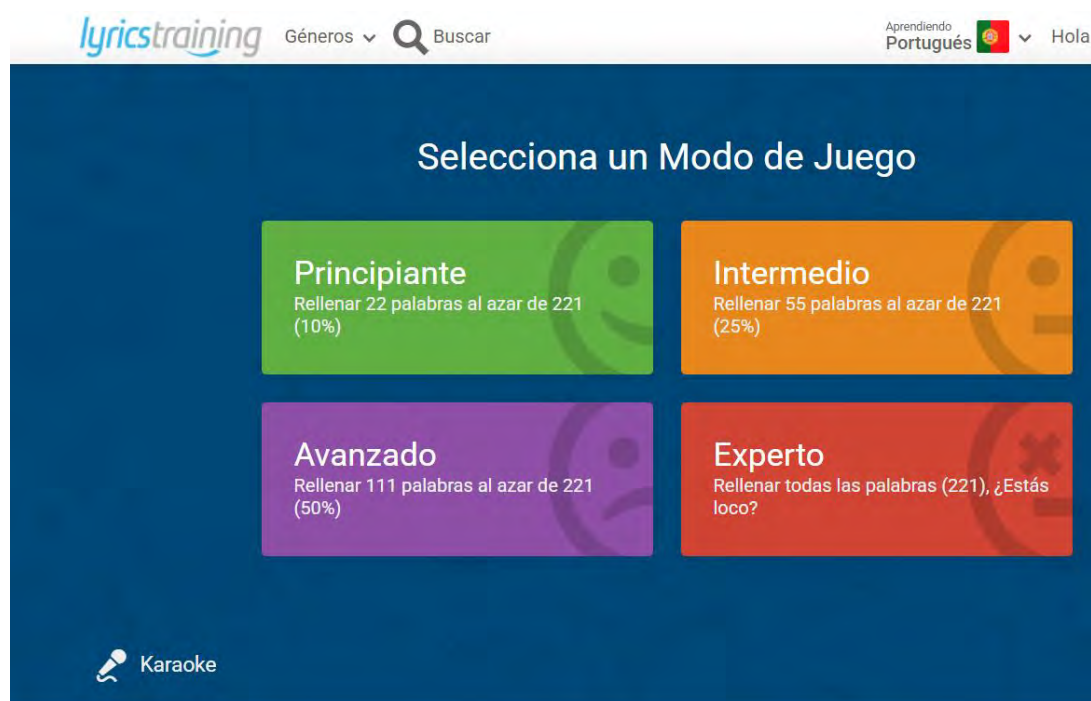 lyricstraining Géneros Buscar Aprendiendo Portugués Hola
Selecciona un Modo de Juego
Principiante
Rellenar 22 palabras al azar de 221
(10%)
Intermedio
Rellenar 55 palabras al azar de 221
(25%)
Avanzado
Rellenar 111 palabras al azar de 221
(50%)
Experto
Rellenar todas las palabras (221), ¿Estás
loco?
Karaoke